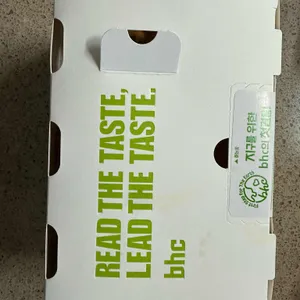 READ THE TASTE,
LEAD THE TASTE.
bhc
지구를 위한
bhc의 첫걸음
bhc